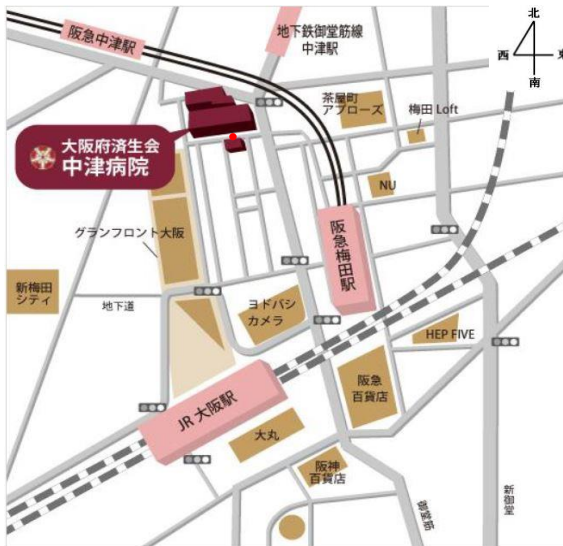 北
西 東
南
阪急中津駅
地下鉄御堂筋線
中津駅
茶屋町
アプローズ
梅田 Loft
大阪府済生会
中津病院
NU
阪急梅田駅
グランフロント大阪
新梅田
シティ
地下道
ヨドバシ
カメラ
HEP FIVE
阪急
百貨店
JR 大阪駅
大丸
阪神
百貨店
御堂筋
新御堂